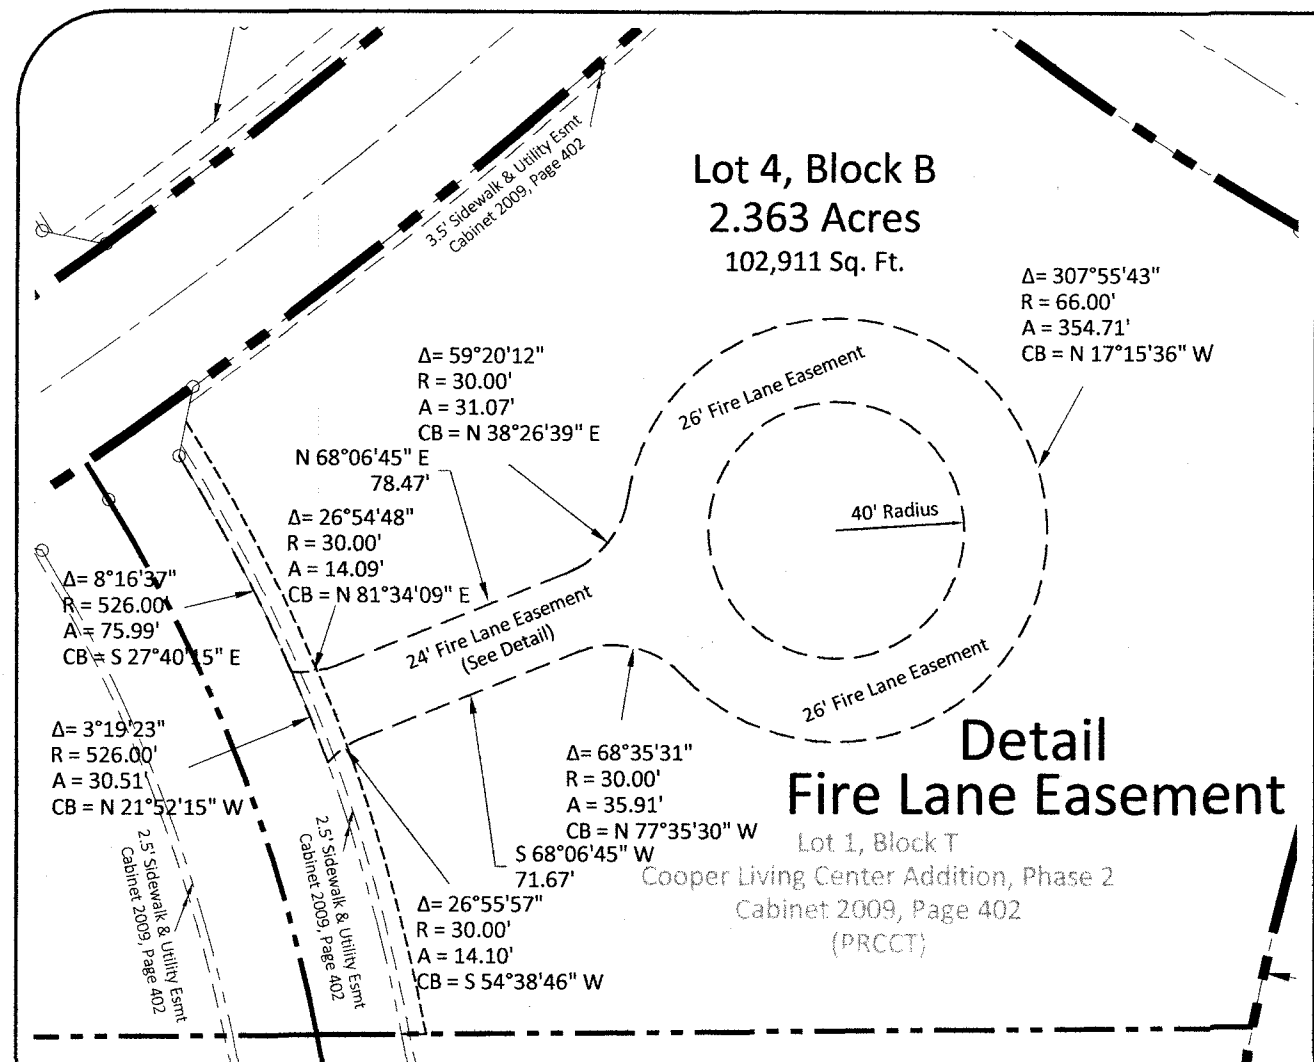 3.5' Sidewalk & Utility Esmt
Cabinet 2009, Page 402
Lot 4, Block B
2.363 Acres
102,911 Sq. Ft.
Δ= 307°55'43"
R = 66.00'
A = 354.71'
CB = N 17°15'36" W
Δ= 59°20'12"
R = 30.00'
A = 31.07'
CB = N 38°26'39" E
26' Fire Lane Easement
N 68°06'45" E
78.47'
Δ= 26°54'48"
R = 30.00'
A = 14.09'
CB = N 81°34'09" E
40' Radius
Δ= 8°16'37"
R = 526.00'
A = 75.99'
CB = S 27°40'15" E
24' Fire Lane Easement
(See Detail)
26' Fire Lane Easement
Δ= 3°19'23"
R = 526.00'
A = 30.51'
CB = N 21°52'15" W
Δ= 68°35'31"
R = 30.00'
A = 35.91'
CB = N 77°35'30" W
Detail
Fire Lane Easement
S 68°06'45" W
71.67'
Lot 1, Block T
Cooper Living Center Addition, Phase 2
Cabinet 2009, Page 402
(PRCCT)
2.5' Sidewalk & Utility Esmt
Cabinet 2009, Page 402
2.5' Sidewalk & Utility Esmt
Cabinet 2009, Page 402
Δ= 26°55'57"
R = 30.00'
A = 14.10'
CB = S 54°38'46" W